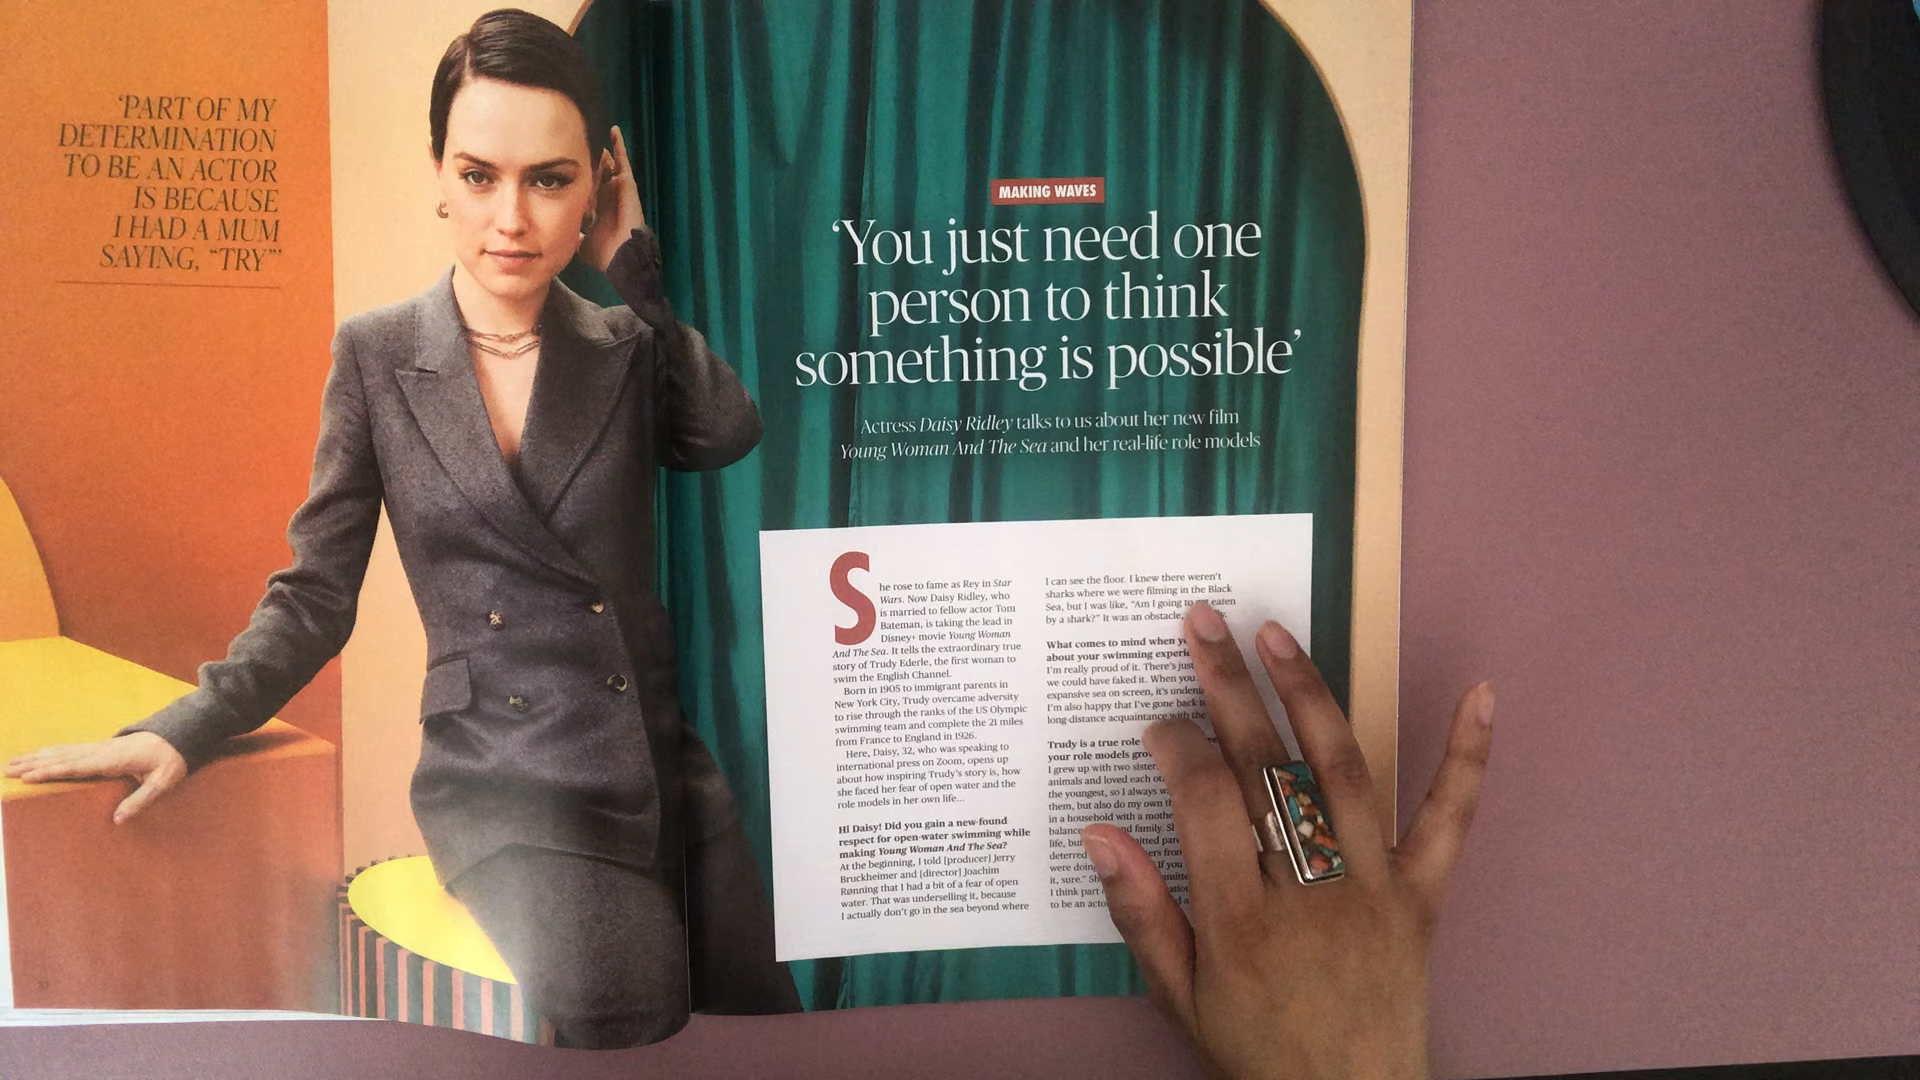 ‘PART OF MY
DETERMINATION
TO BE AN ACTOR
IS BECAUSE
I HAD A MUM
SAYING, “TRY”’
MAKING WAVES
‘You just need one
person to think
something is possible’
Actress Daisy Ridley talks to us about her new film
Young Woman And The Sea and her real-life role models
She rose to fame as Rey in Star
Wars. Now Daisy Ridley, who
is married to fellow actor Tom
Bateman, is taking the lead in
Disney+ movie Young Woman
And The Sea. It tells the extraordinary true
story of Trudy Ederle, the first woman to
swim the English Channel.
Born in 1905 to immigrant parents in
New York City, Trudy overcame adversity
to rise through the ranks of the US Olympic
swimming team and complete the 21 miles
from France to England in 1926.
Here, Daisy, 32, who was speaking to
international press on Zoom, opens up
about how inspiring Trudy’s story is, how
she faced her fear of open water and the
role models in her own life...
Hi Daisy! Did you gain a new-found
respect for open-water swimming while
making Young Woman And The Sea?
At the beginning, I told [producer] Jerry
Bruckheimer and [director] Joachim
Rønning that I had a bit of a fear of open
water. That was underselling it, because
I actually don’t go in the sea beyond where
I can see the floor. I knew there weren’t
sharks where we were filming in the Black
Sea, but I was like, “Am I going to eaten
by a shark?” It was an obstacle,
What comes to mind when
about your swimming
I’m really proud of it. There’s just
we could have faked it. When you
expansive sea on screen, it’s
I’m also happy that I’ve gone back
long-distance acquaintance with the
Trudy is a true role
your role models
I grew up with two
animals and loved each
the youngest, so I always
them, but also do my own
in a household with a
balance family.
life, but
deterred from
were If you
it, sure.”
I think part
to be an